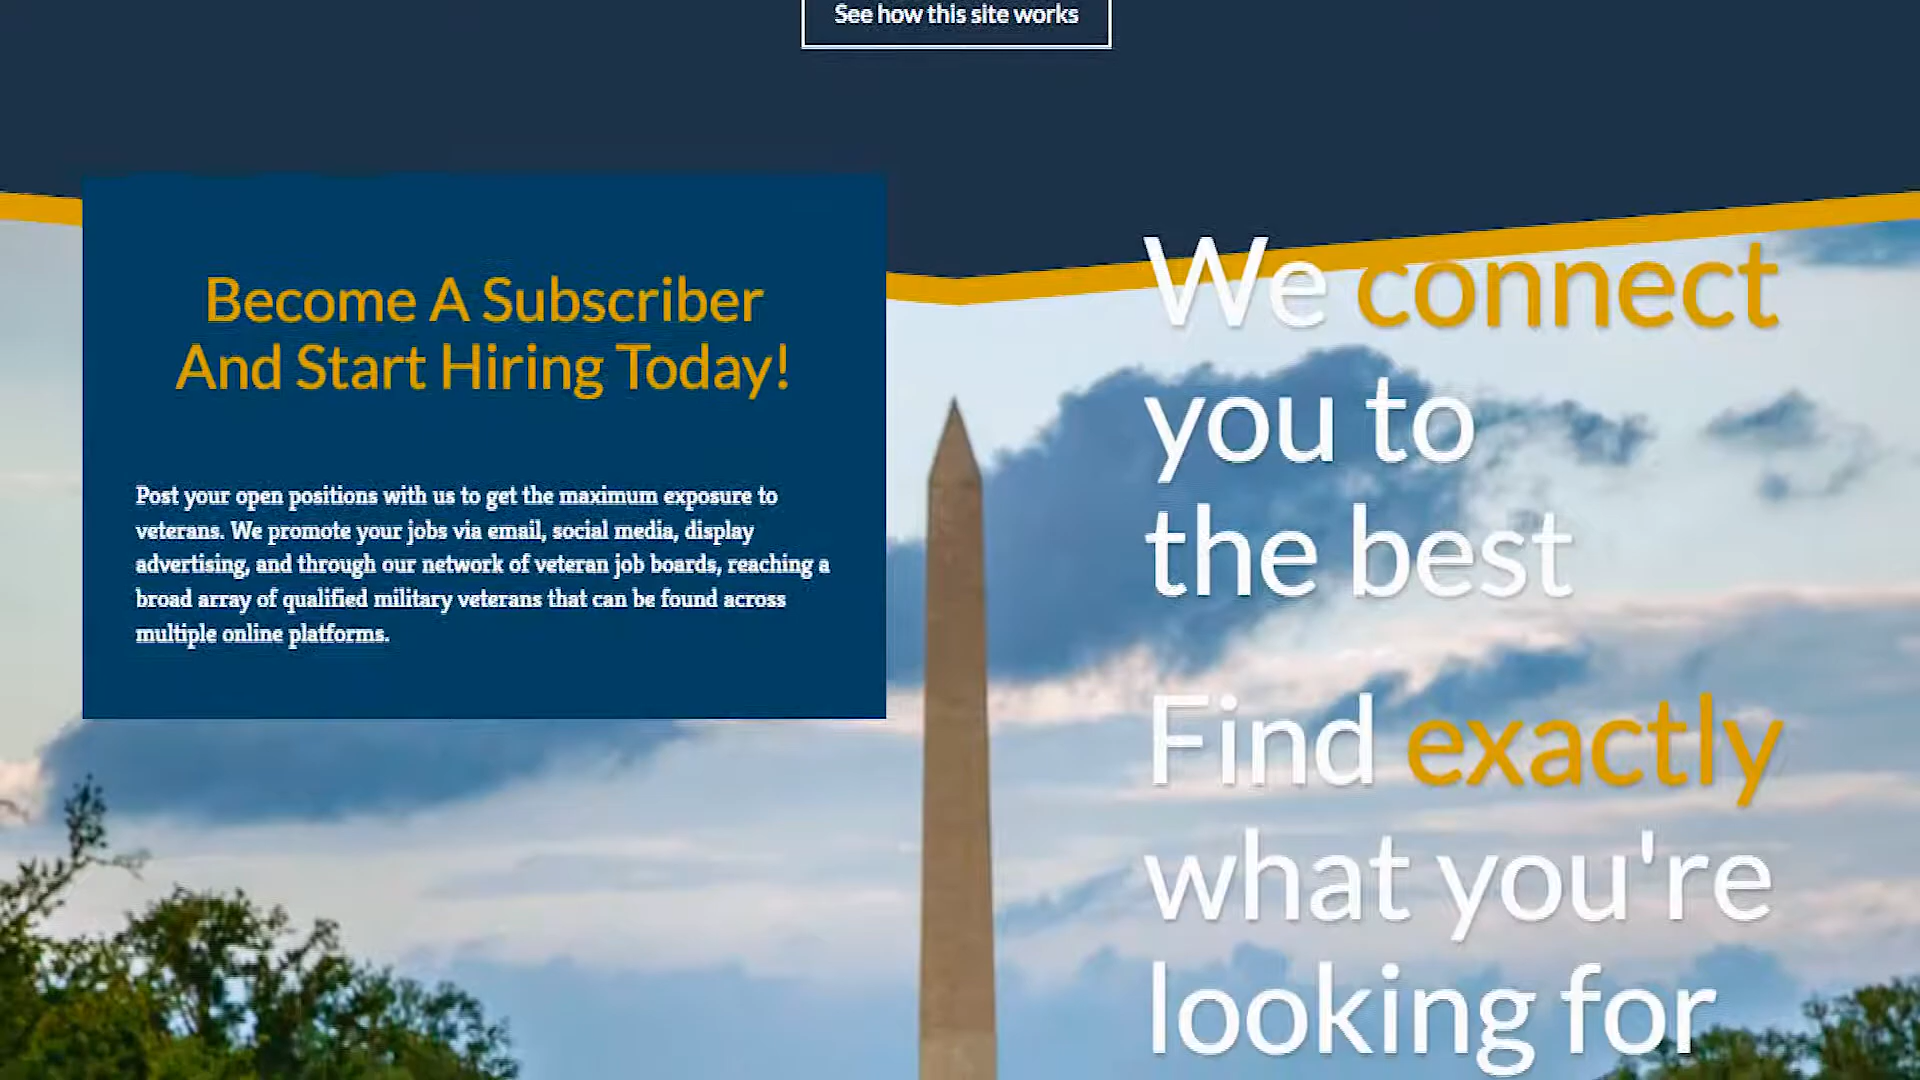 See how this site works
Become A Subscriber
And Start Hiring Today!
Post your open positions with us to get the maximum exposure to
veterans. We promote your jobs via email, social media, display
advertising, and through our network of veteran job boards, reaching a
broad array of qualified military veterans that can be found across
multiple online platforms.
We connect
you to
the best
Find exactly
what you're
looking for